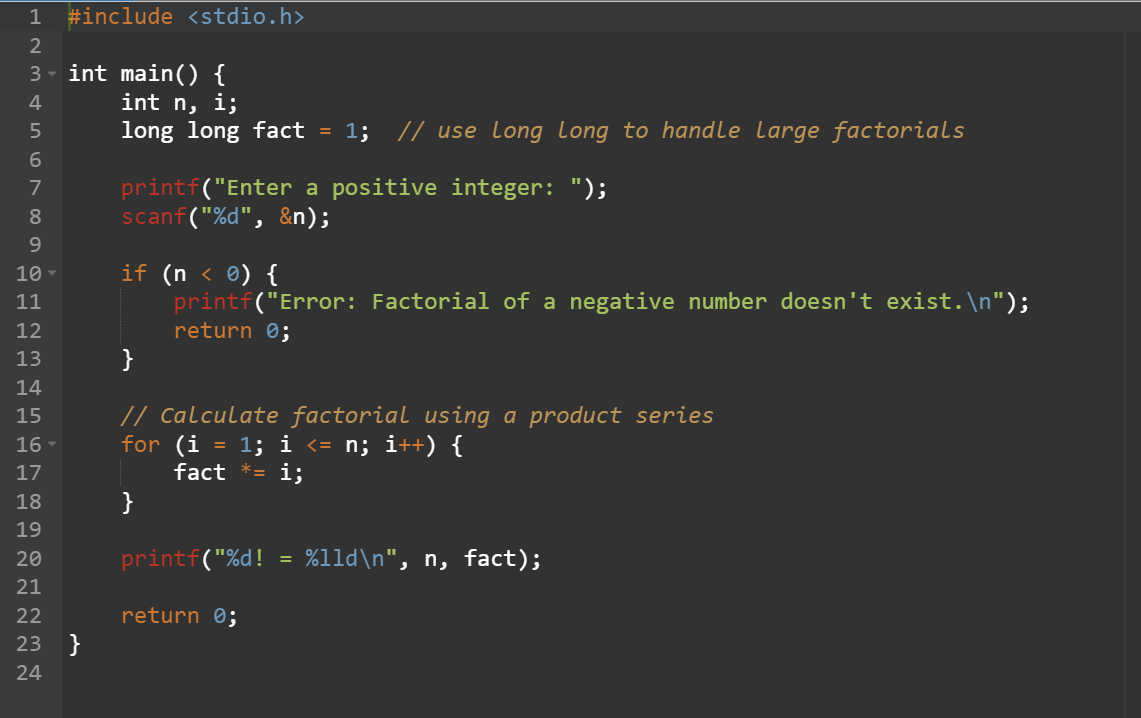 1 #include <stdio.h>
2
3 int main() {
4     int n, i;
5     long long fact = 1;  // use long long to handle large factorials
6
7     printf("Enter a positive integer: ");
8     scanf("%d", &n);
9
10     if (n < 0) {
11         printf("Error: Factorial of a negative number doesn't exist.\n");
12         return 0;
13     }
14
15     // Calculate factorial using a product series
16     for (i = 1; i <= n; i++) {
17         fact *= i;
18     }
19
20     printf("%d! = %lld\n", n, fact);
21
22     return 0;
23 }
24